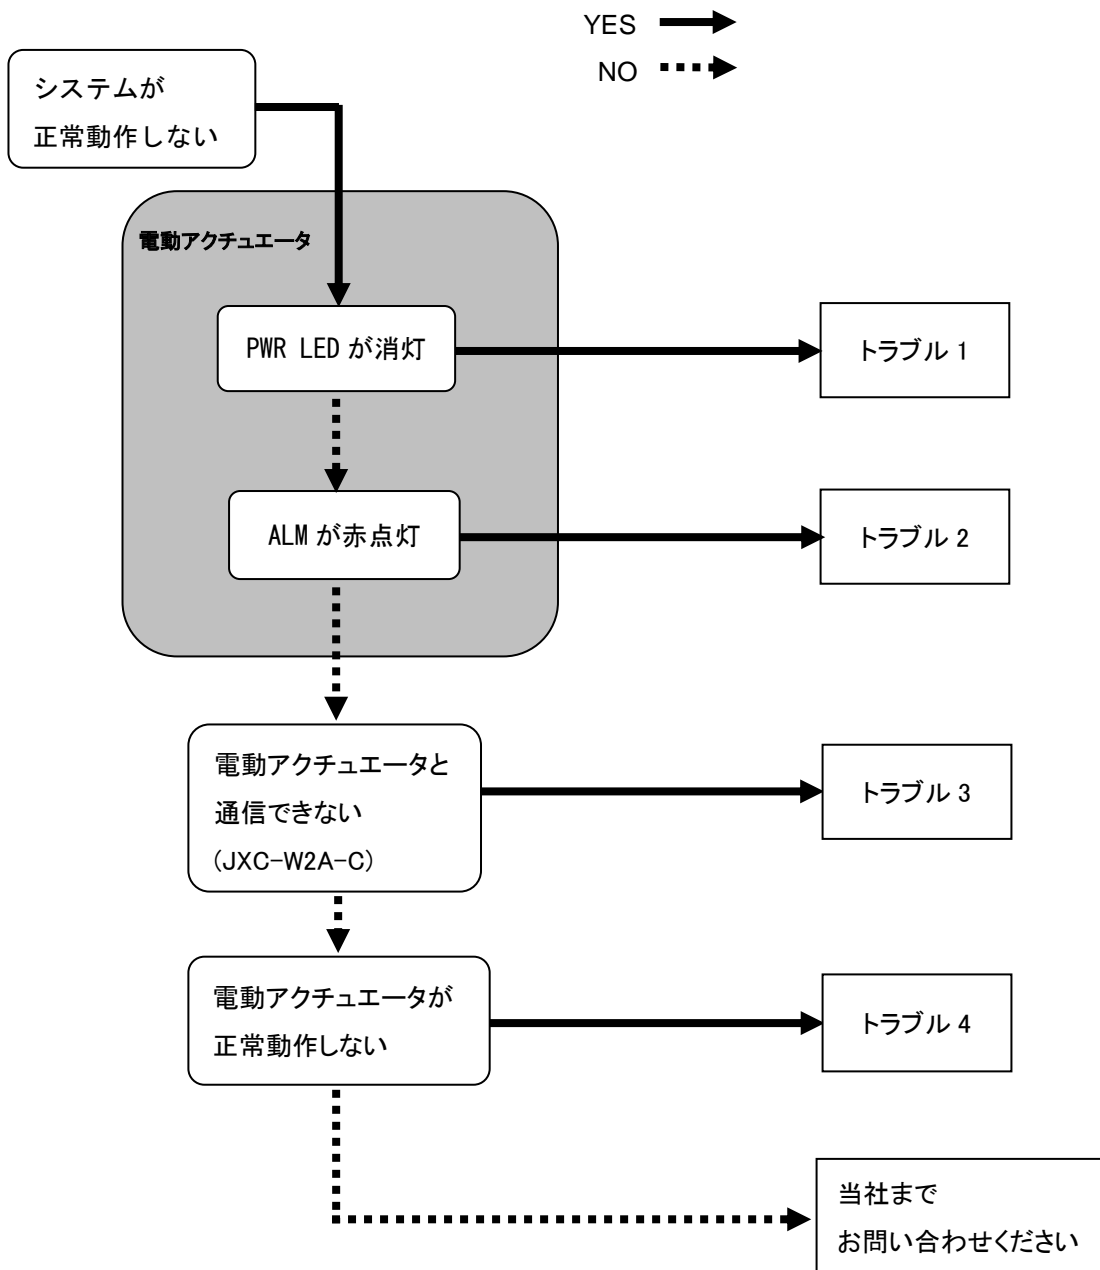 YES
NO
システムが
正常動作しない
電動アクチュエータ
PWR LED が消灯
トラブル 1
ALM が赤点灯
トラブル 2
電動アクチュエータと
通信できない
(JXC-W2A-C)
トラブル 3
電動アクチュエータが
正常動作しない
トラブル 4
当社まで
お問い合わせください